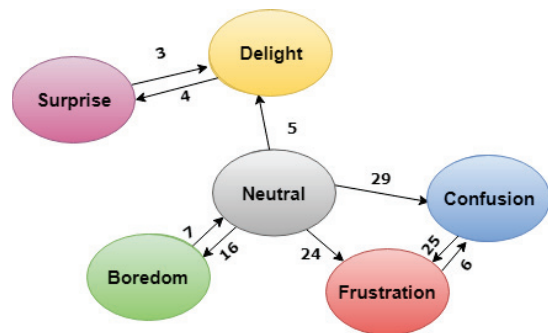 3
Delight
Surprise
4
5
Neutral
29
Confusion
7
16
24
25
6
Boredom
Frustration